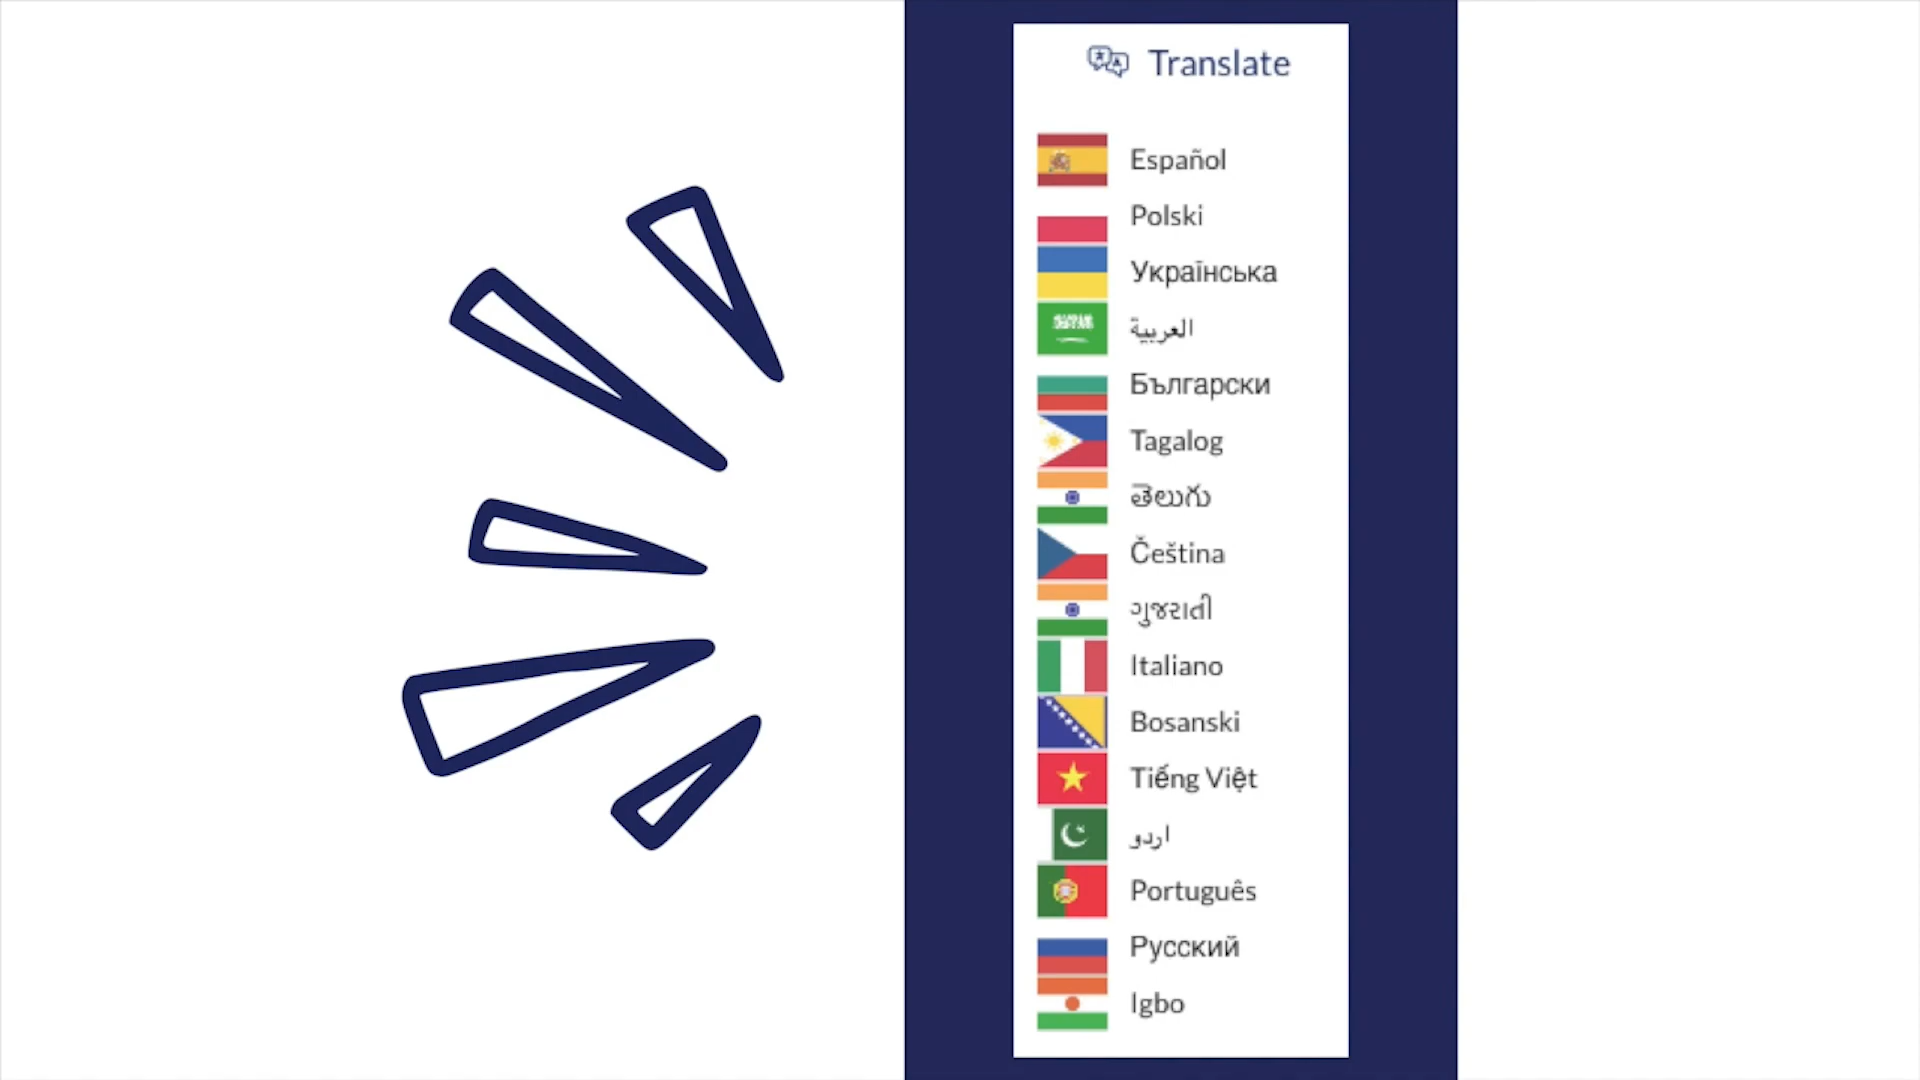 Translate
Español
Polski
Українська
العربية
Български
Tagalog
తెలుగు
Čeština
ગુજરાતી
Italiano
Bosanski
Tiếng Việt
اردو
Português
Русский
Igbo